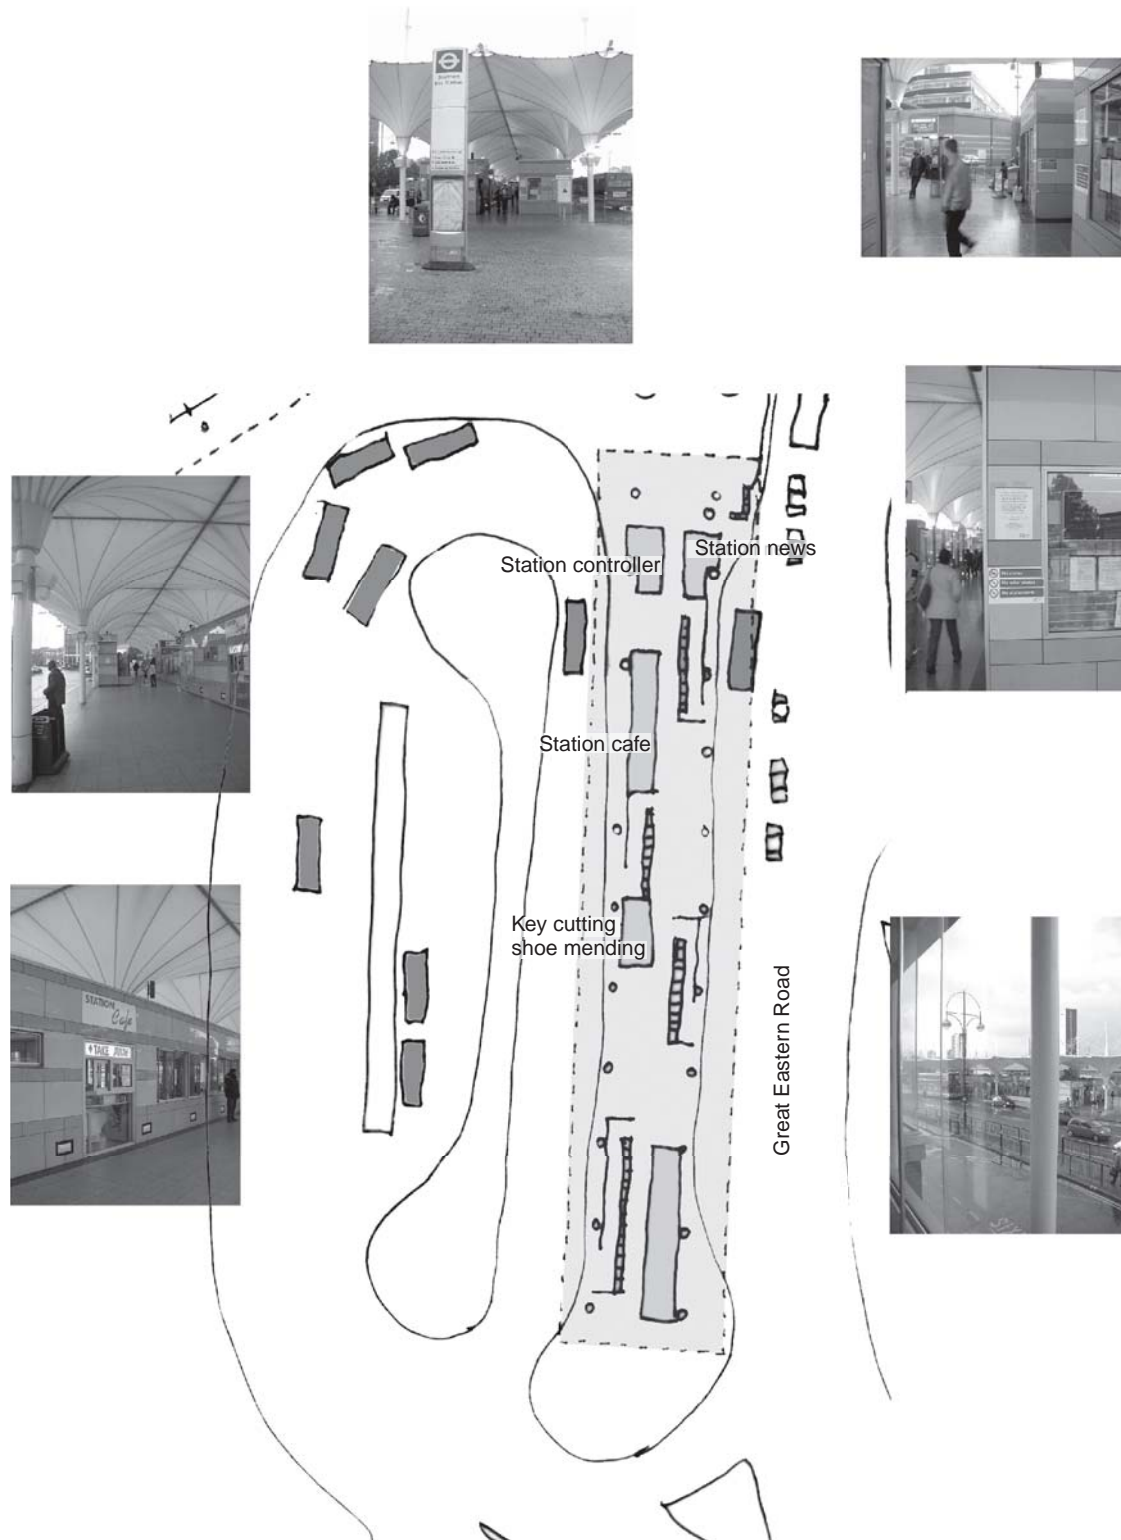 Station news
Station controller
Station cafe
Key cutting
shoe mending
Great Eastern Road
STATION
Cafe
TAKE AWAY